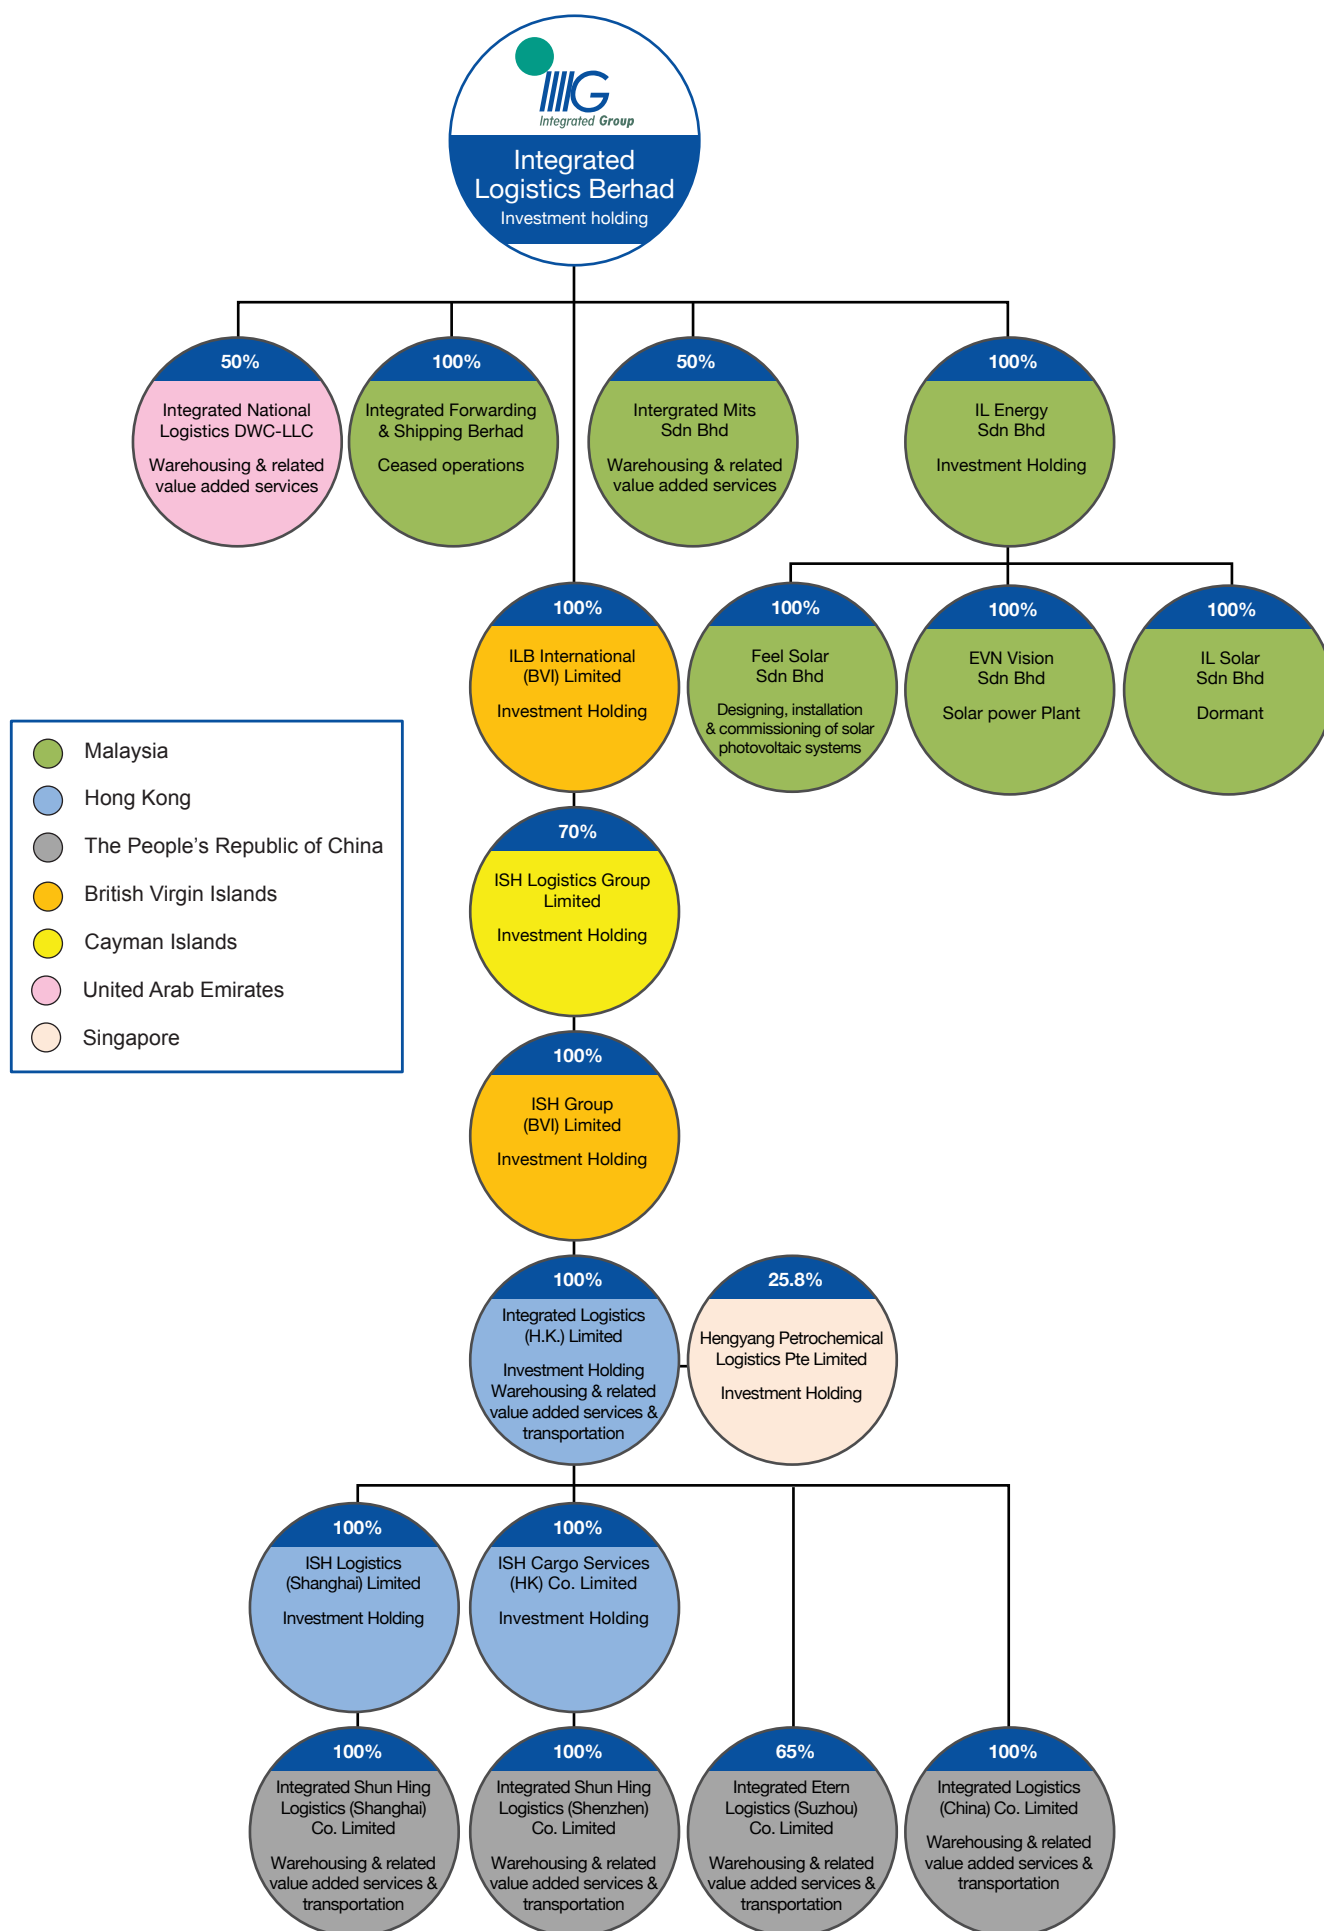 IIIIG
Integrated Group
Integrated
Logistics Berhad
Investment holding
50%
Integrated National
Logistics DWC-LLC
Warehousing & related
value added services
100%
Integrated Forwarding
& Shipping Berhad
Ceased operations
50%
Intergrated Mits
Sdn Bhd
Warehousing & related
value added services
100%
IL Energy
Sdn Bhd
Investment Holding
100%
ILB International
(BVI) Limited
Investment Holding
100%
Feel Solar
Sdn Bhd
Designing, installation
& commissioning of solar
photovoltaic systems
100%
EVN Vision
Sdn Bhd
Solar power Plant
100%
IL Solar
Sdn Bhd
Dormant
Malaysia
Hong Kong
The People's Republic of China
British Virgin Islands
Cayman Islands
United Arab Emirates
Singapore
70%
ISH Logistics Group
Limited
Investment Holding
100%
ISH Group
(BVI) Limited
Investment Holding
100%
Integrated Logistics
(H.K.) Limited
Investment Holding
Warehousing & related
value added services &
transportation
25.8%
Hengyang Petrochemical
Logistics Pte Limited
Investment Holding
100%
ISH Logistics
(Shanghai) Limited
Investment Holding
100%
ISH Cargo Services
(HK) Co. Limited
Investment Holding
100%
Integrated Shun Hing
Logistics (Shanghai)
Co. Limited
Warehousing & related
value added services &
transportation
100%
Integrated Shun Hing
Logistics (Shenzhen)
Co. Limited
Warehousing & related
value added services &
transportation
65%
Integrated Etern
Logistics (Suzhou)
Co. Limited
Warehousing & related
value added services &
transportation
100%
Integrated Logistics
(China) Co. Limited
Warehousing & related
value added services &
transportation